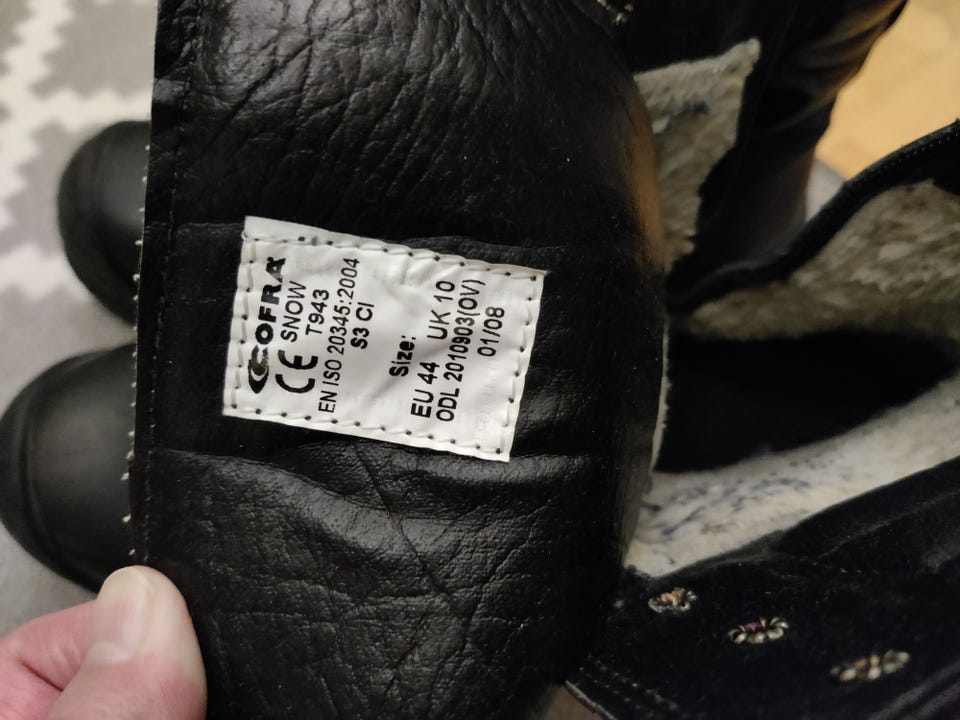 COFRA
CE SNOW
T943
EN ISO 20345:2004
S3 CI
Size:
EU 44 UK 10
ODL 2010903(OV)
01/08